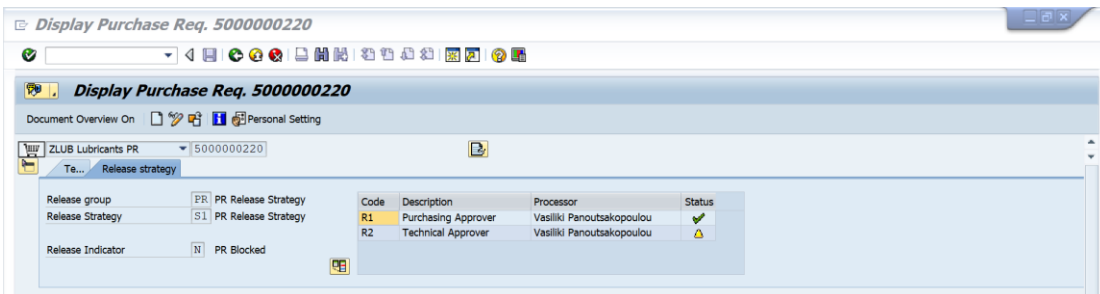 Display Purchase Req. 5000000220
Display Purchase Req. 5000000220
Document Overview On Personal Setting
ZLUB Lubricants PR 5000000220
Te... Release strategy
Release group PR PR Release Strategy
Release Strategy S1 PR Release Strategy
Release Indicator N PR Blocked
Code Description Processor Status
R1 Purchasing Approver Vasiliki Panoutsakopoulou
R2 Technical Approver Vasiliki Panoutsakopoulou